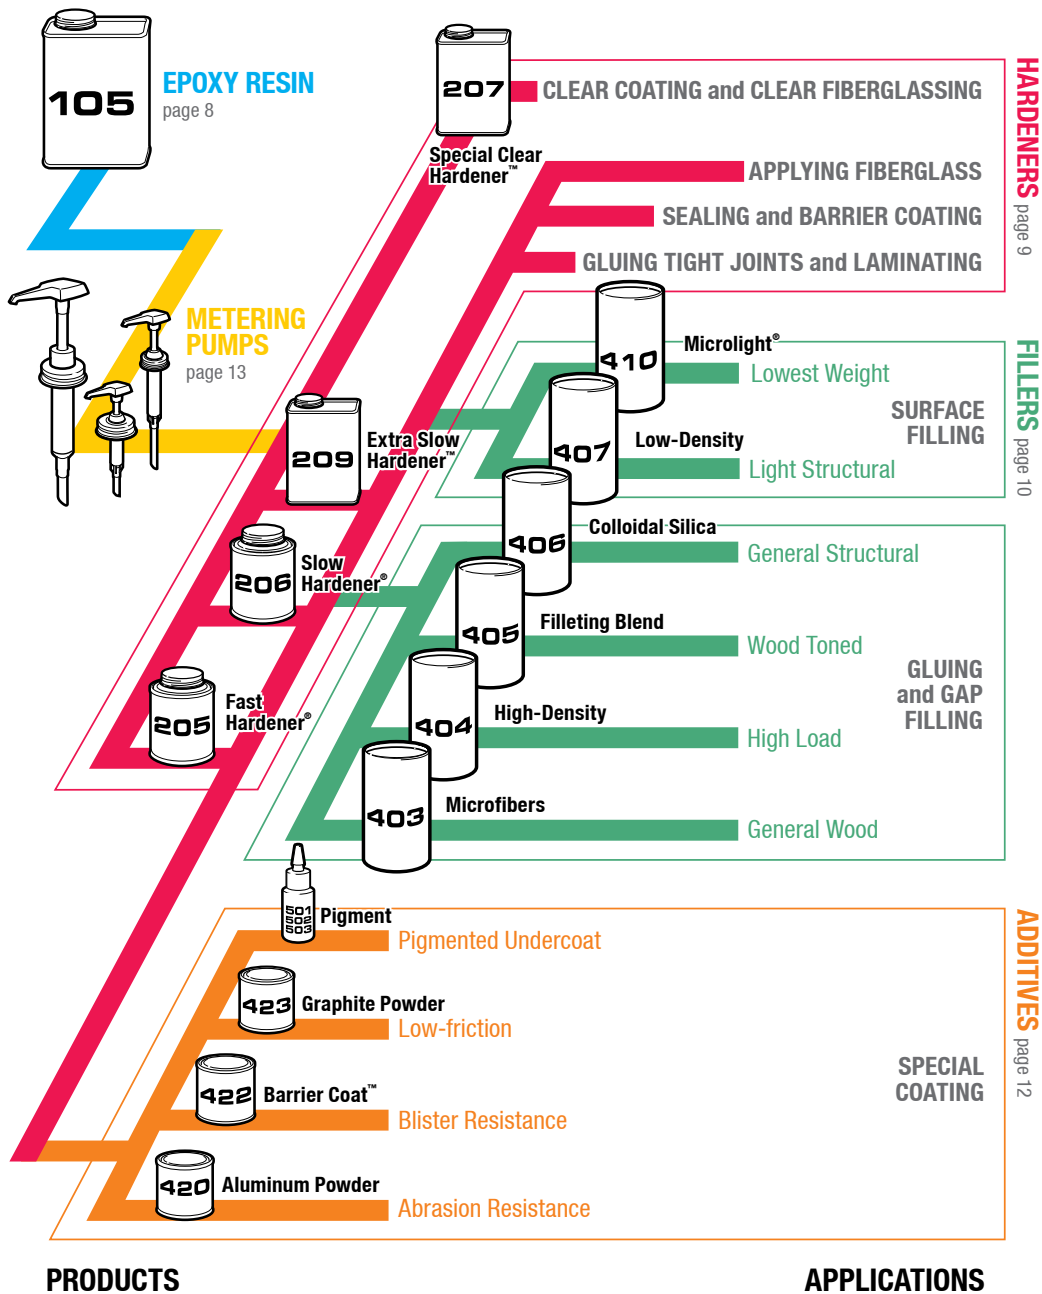 105
EPOXY RESIN
page 8
207
CLEAR COATING and CLEAR FIBERGLASSING
Special Clear
Hardener™
APPLYING FIBERGLASS
SEALING and BARRIER COATING
GLUING TIGHT JOINTS and LAMINATING
HARDENERS page 9
METERING
PUMPS
page 13
410
Microlight®
Lowest Weight
SURFACE
FILLING
FILLERS page 10
407
Low-Density
Light Structural
209
Extra Slow
Hardener™
406
Colloidal Silica
General Structural
206
Slow
Hardener®
405
Filleting Blend
Wood Toned
GLUING
and GAP
FILLING
205
Fast
Hardener®
404
High-Density
High Load
403
Microfibers
General Wood
501
502
503
Pigment
Pigmented Undercoat
ADDITIVES page 12
423
Graphite Powder
Low-friction
SPECIAL
COATING
422
Barrier Coat™
Blister Resistance
420
Aluminum Powder
Abrasion Resistance
PRODUCTS
APPLICATIONS